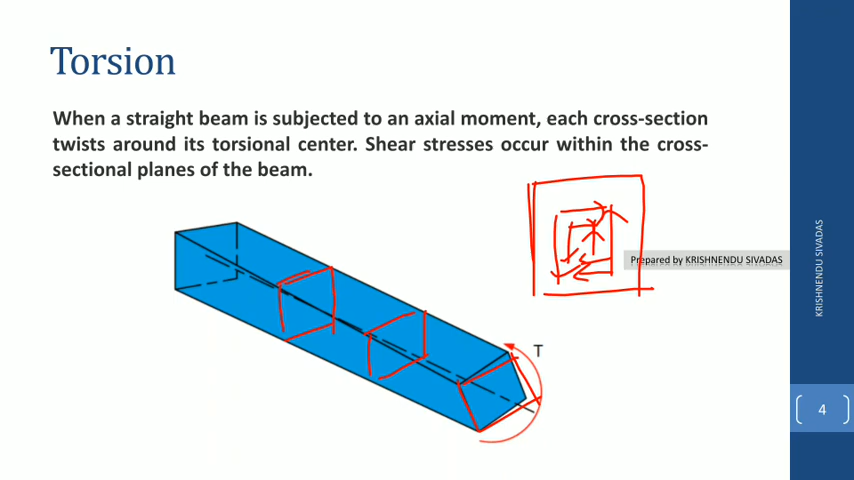 Torsion
When a straight beam is subjected to an axial moment, each cross-section
twists around its torsional center. Shear stresses occur within the cross-
sectional planes of the beam.
Prepared by KRISHNENDU SIVADAS
T
KRISHNENDU SIVADAS
4